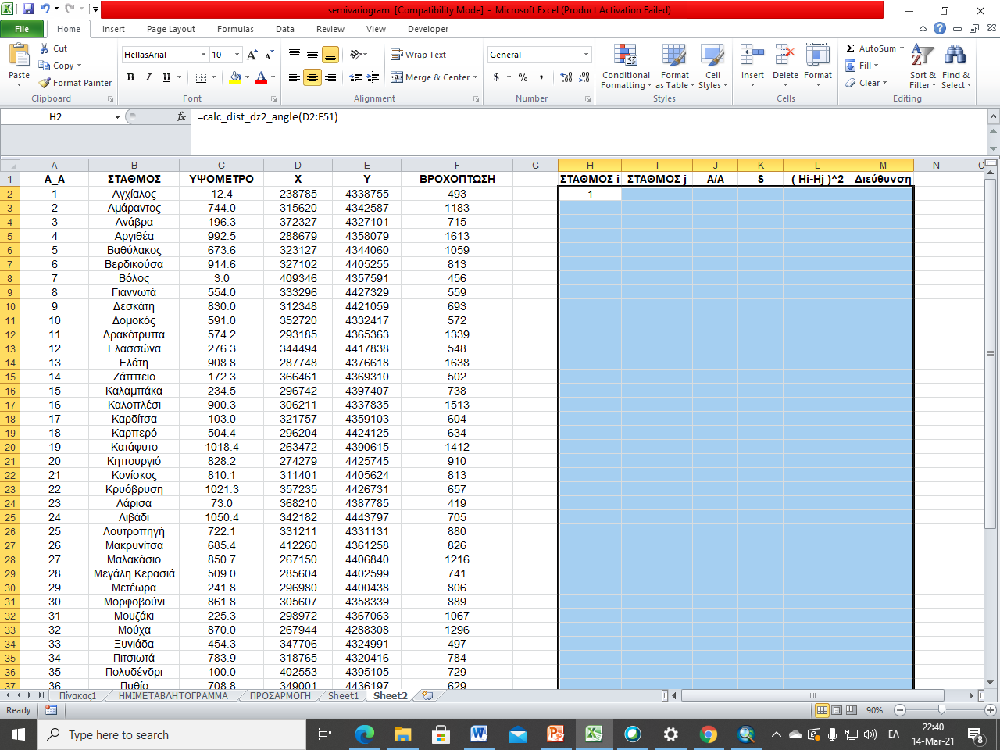 semivariogram [Compatibility Mode] - Microsoft Excel (Product Activation Failed)
File Home Insert Page Layout Formulas Data Review View Developer
Paste Cut Copy Format Painter Clipboard
HellasArial 10 B I U Font
Wrap Text Merge & Center Alignment
General $ % , Number
Conditional Formatting Format as Table Cell Styles Styles
Insert Delete Format Cells
Σ AutoSum Fill Clear Sort & Filter Find & Select Editing
H2 fx =calc_dist_dz2_angle(D2:F51)
A B C D E F G H I J K L M N O
1 Α_Α ΣΤΑΘΜΟΣ ΥΨΟΜΕΤΡΟ Χ Υ ΒΡΟΧΟΠΤΩΣΗ ΣΤΑΘΜΟΣ i ΣΤΑΘΜΟΣ j Α/Α S ( Hi-Hj )^2 Διεύθυνση
2 1 Αγχίαλος 12.4 238785 4338755 493 1
3 2 Αμάραντος 744.0 315620 4342587 1183
4 3 Ανάβρα 196.3 372327 4327101 715
5 4 Αργιθέα 992.5 288679 4358079 1613
6 5 Βαθύλακος 673.6 323127 4344060 1059
7 6 Βερδικούσα 914.6 327102 4405255 813
8 7 Βόλος 3.0 409346 4357591 456
9 8 Γιαννωτά 554.0 333296 4427329 559
10 9 Δεσκάτη 830.0 312348 4421059 693
11 10 Δομοκός 591.0 352720 4332417 572
12 11 Δρακότρυπα 574.2 293185 4365363 1339
13 12 Ελασσώνα 276.3 344494 4417838 548
14 13 Ελάτη 908.8 287748 4376618 1638
15 14 Ζάππειο 172.3 366461 4369310 502
16 15 Καλαμπάκα 234.5 296742 4397407 738
17 16 Καλοπλέσι 900.3 306211 4337835 1513
18 17 Καρδίτσα 103.0 321757 4359103 604
19 18 Καρπερό 504.4 296204 4424125 634
20 19 Κατάφυτο 1018.4 263472 4390615 1412
21 20 Κηπουργιό 828.2 274279 4425745 910
22 21 Κονίσκος 810.1 311401 4405624 813
23 22 Κρυόβρυση 1021.3 357235 4426731 657
24 23 Λάρισα 73.0 368210 4387785 419
25 24 Λιβάδι 1050.4 342182 4443797 705
26 25 Λουτροπηγή 722.1 331211 4331131 880
27 26 Μακρυνίτσα 685.4 412260 4361258 826
28 27 Μαλακάσιο 850.7 267150 4406840 1216
29 28 Μεγάλη Κερασιά 509.0 285604 4402599 741
30 29 Μετέωρα 241.8 296980 4400438 806
31 30 Μορφοβούνι 861.8 305607 4358339 889
32 31 Μουζάκι 225.3 298972 4367063 1067
33 32 Μούχα 870.0 267944 4288308 1296
34 33 Ξυνιάδα 454.3 347706 4324991 497
35 34 Πιτσιωτά 783.9 318765 4320416 784
36 35 Πολυδένδρι 100.0 402553 4395105 729
37 36 Πυθίο 708.8 349001 4436197 629
Πίνακας1 ΗΜΙΜΕΤΑΒΛΗΤΟΓΡΑΜΜΑ ΠΡΟΣΑΡΜΟΓΗ Sheet1 Sheet2
Ready 90%
Type here to search ΕΛ 22:40 14-Mar-21 8